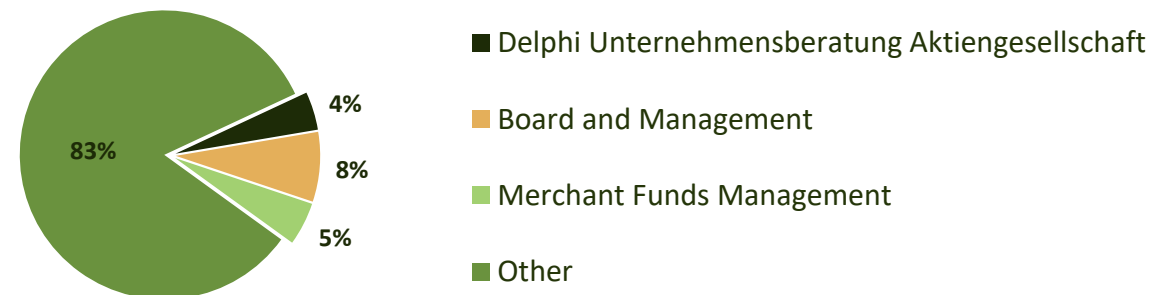 83%
4%
8%
5%
Delphi Unternehmensberatung Aktiengesellschaft
Board and Management
Merchant Funds Management
Other